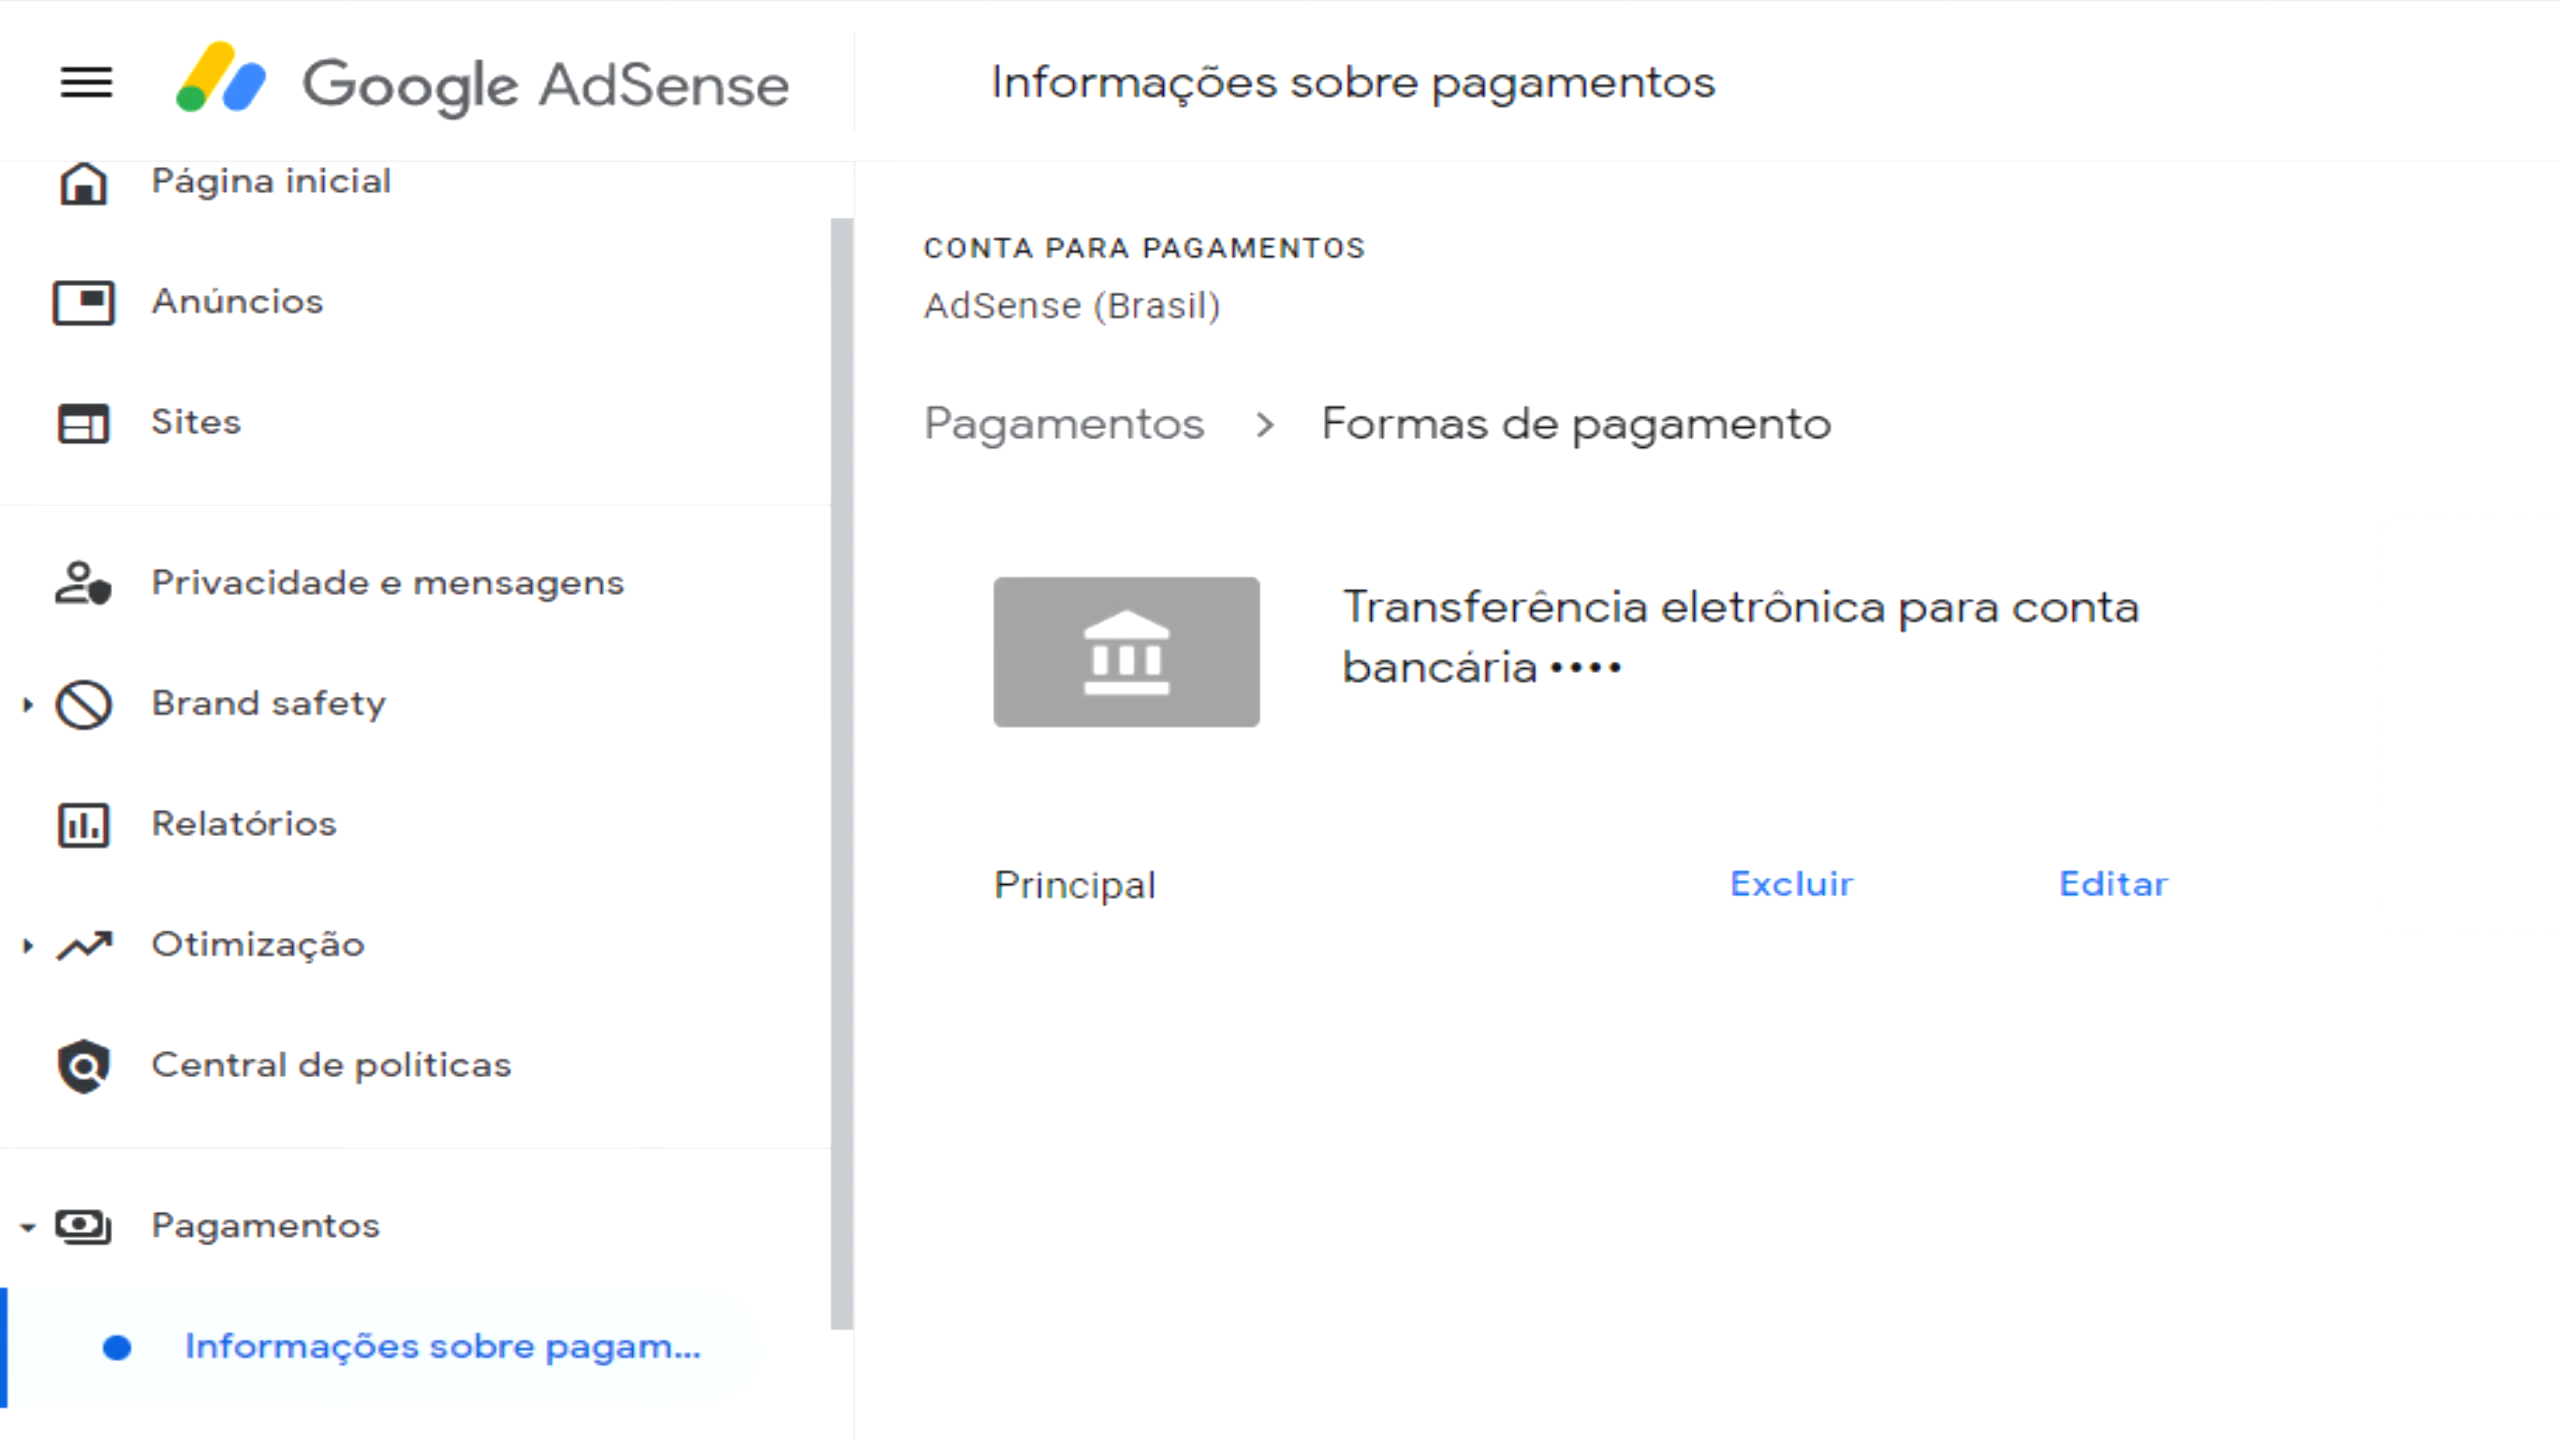 Google AdSense
Informações sobre pagamentos
Página inicial
Anúncios
Sites
Privacidade e mensagens
Brand safety
Relatórios
Otimização
Central de políticas
Pagamentos
Informações sobre pagam...
CONTA PARA PAGAMENTOS
AdSense (Brasil)
Pagamentos > Formas de pagamento
Transferência eletrônica para conta
bancária ••••
Principal
Excluir
Editar